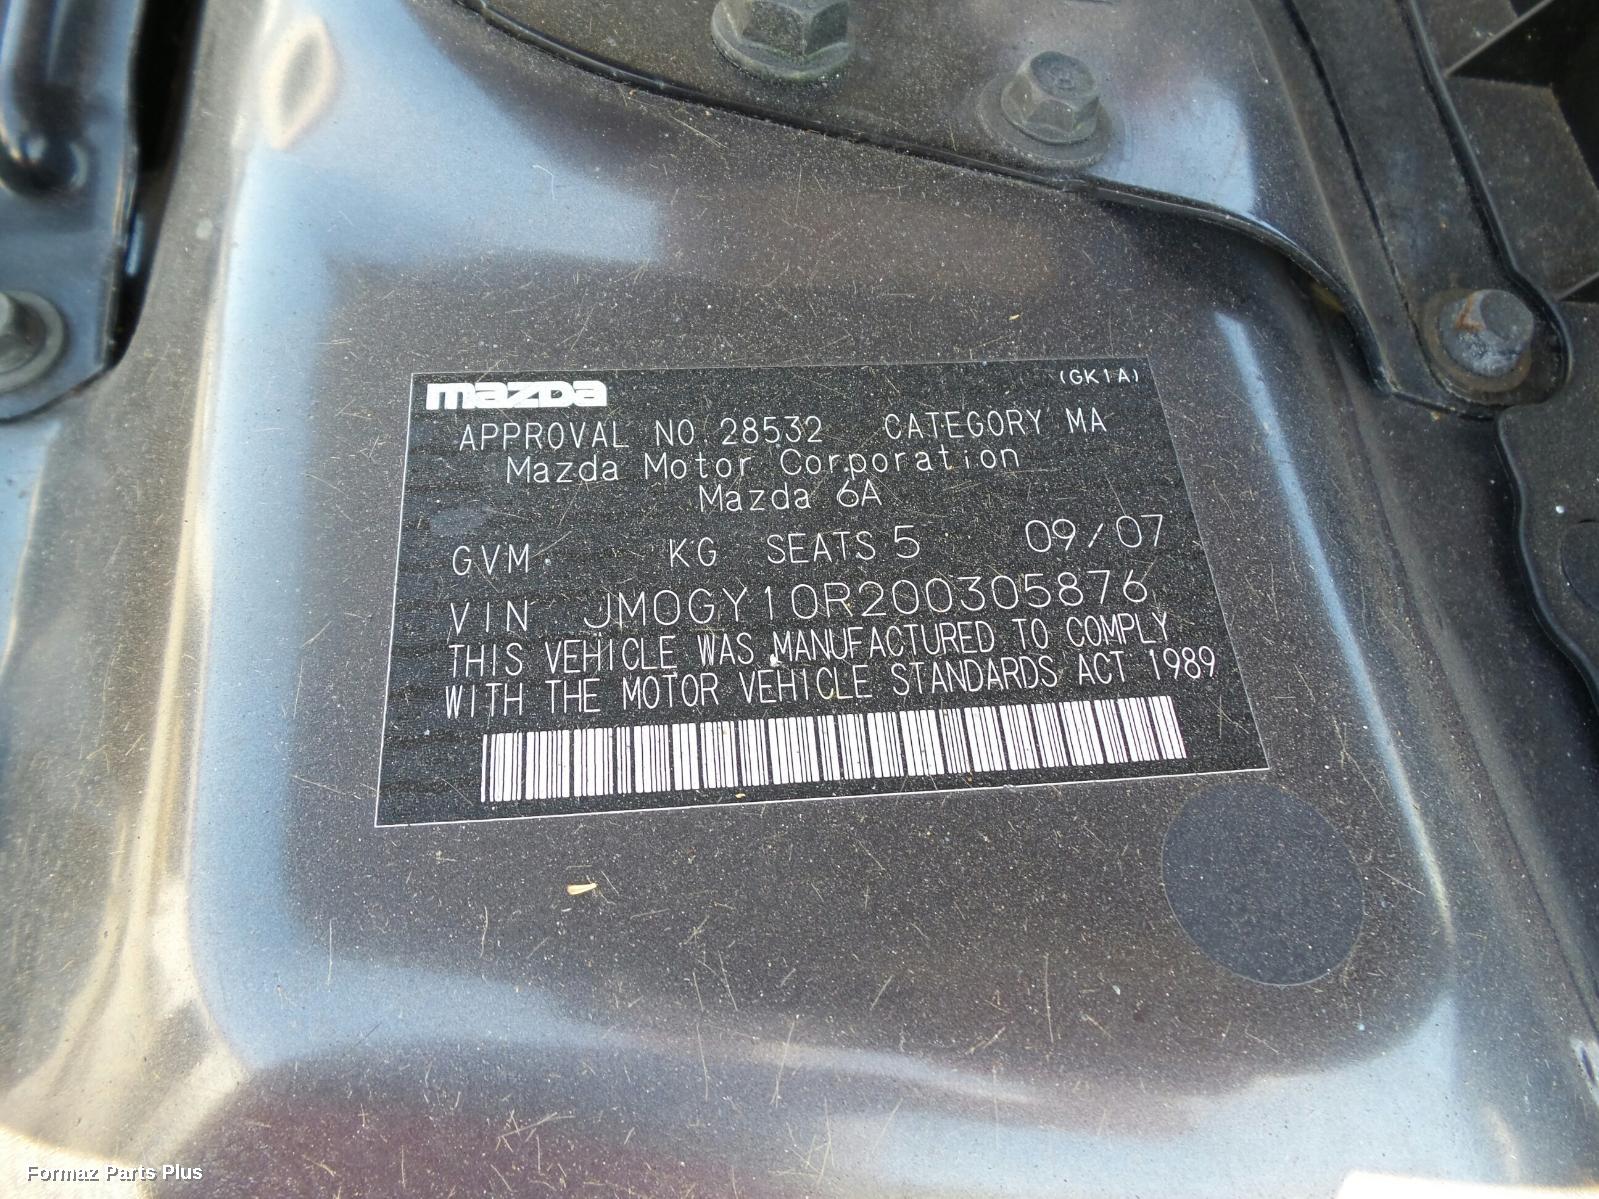 mazda (GK1A)
APPROVAL NO. 28532 CATEGORY MA
Mazda Motor Corporation
Mazda 6A
GVM KG SEATS 5 09/07
VIN JM0GY10R200305876
THIS VEHICLE WAS MANUFACTURED TO COMPLY
WITH THE MOTOR VEHICLE STANDARDS ACT 1989
Formaz Parts Plus